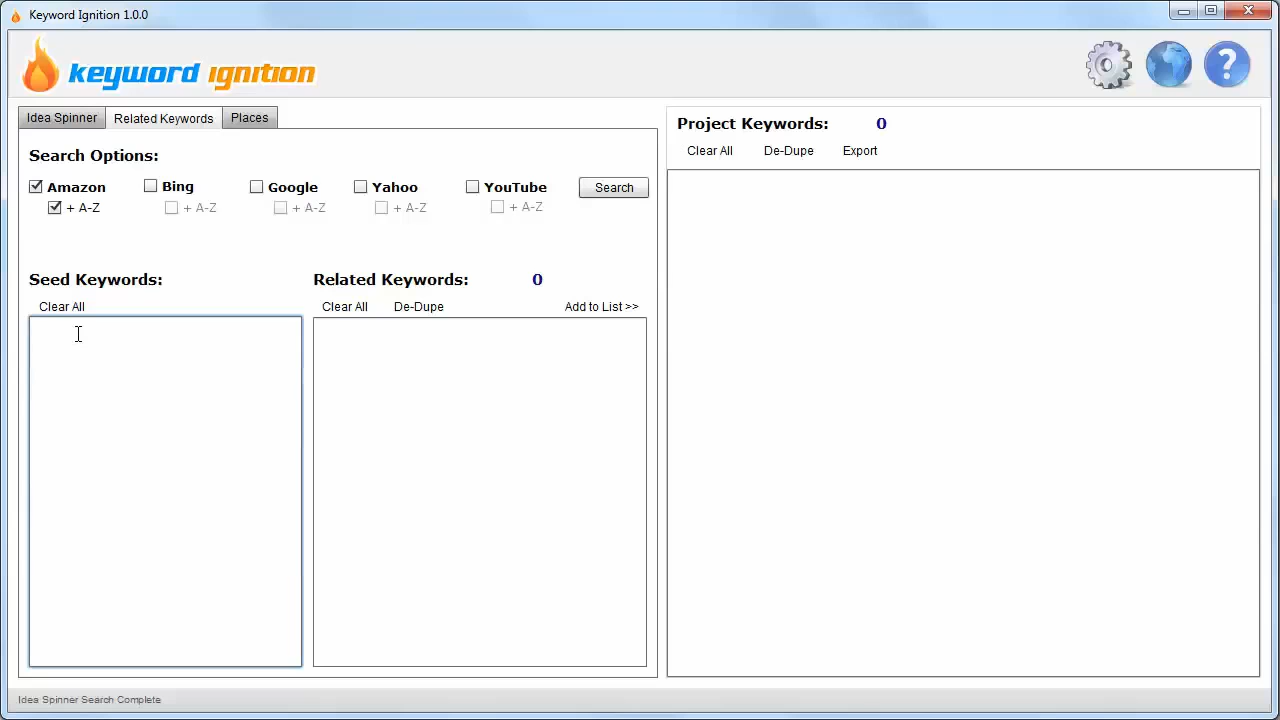 Keyword Ignition 1.0.0
keyword ignition
Idea Spinner Related Keywords Places
Search Options:
Amazon Bing Google Yahoo YouTube Search
+ A-Z + A-Z + A-Z + A-Z + A-Z
Seed Keywords: Related Keywords: 0
Clear All Clear All De-Dupe Add to List >>
Project Keywords: 0
Clear All De-Dupe Export
?
Idea Spinner Search Complete